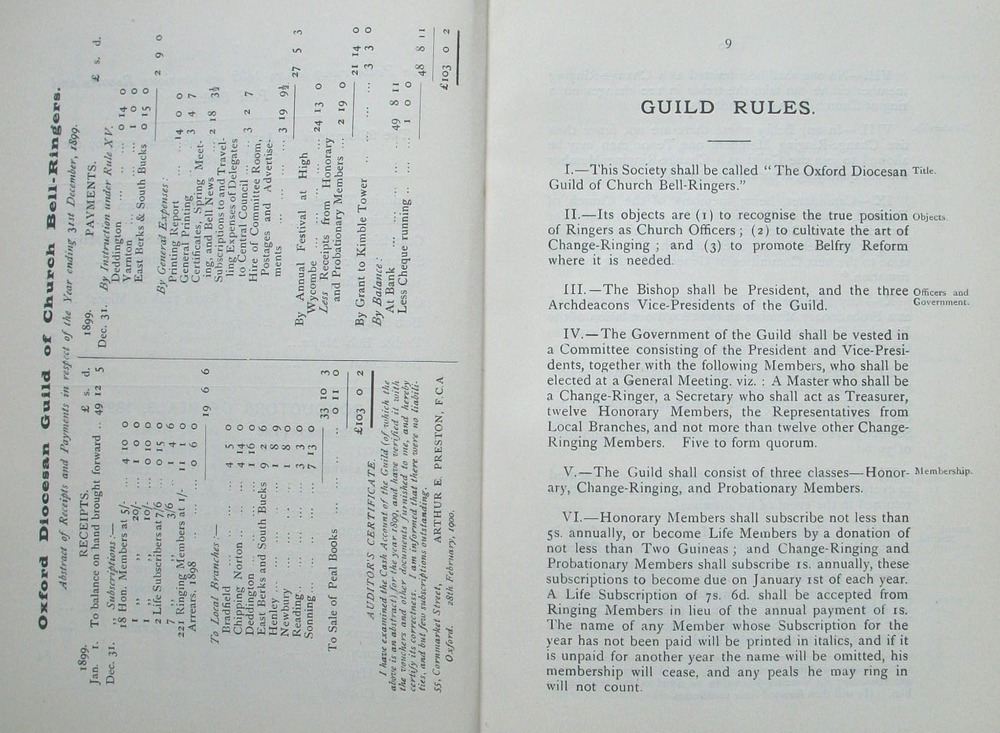 Oxford Diocesan Guild of Church Bell-Ringers.
Abstract of Receipts and Payments in respect of the Year ending 31st December, 1899.
RECEIPTS.
1899. £ s. d.
Jan. 1. To balance on hand brought forward .. 49 12 5
Dec. 31. ,, Subscriptions:—
18 Hon. Members at 5/- ... 4 10 0
1 ,, 20/- ... 1 0 0
1 ,, 10/- ... 0 10 0
2 Life Subscribers at 7/6 0 15 0
7 ,, 3/6 ... 1 4 6
221 Ringing Members at 1/- 11 1 0
Arrears, 1898 ... ... 0 6 0
19 6 6
To Local Branches:—
Bradfield ... ... 4 5 0
Chipping Norton ... 4 14 0
Deddington ... ... 1 16 0
East Berks and South Bucks 9 2 6
Henley ... ... 1 8 9
Newbury ... ... 1 8 0
Reading ... ... 3 3 0
Sonning ... ... 7 13 0
33 10 3
To Sale of Peal Books ... .. 0 11 0
£103 0 2
AUDITOR'S CERTIFICATE.
I have examined the Cash Account of the Guild (of which the
above is an abstract) for the year 1899, and have verified it with
the vouchers and other documents furnished to me, and hereby
certify its correctness. I am informed that there were no liabili-
ties, and but few subscriptions outstanding.
ARTHUR E. PRESTON, F.C.A
55, Cornmarket Street,
Oxford. 28th February, 1900.
PAYMENTS.
1899. £ s. d.
Dec. 31. By Instruction under Rule XV.
Deddington ... ... 0 14 0
Yarnton ... ... 1 0 0
East Berks & South Bucks 0 15 0
2 9 0
By General Expenses:
Printing Report ... 14 0 0
General Printing ... 3 4 7
Certificates, Spring Meet-
ing, and Bell News ... 2 18 3½
Subscriptions to and Travel-
ling Expenses of Delegates
to Central Council ... 3 2 7
Hire of Committee Room,
Postages and Advertise-
ments ... ... 3 19 9½
27 5 3
By Annual Festival at High
Wycombe ... ... 24 13 0
Less Receipts from Honorary
and Probationary Members .. 2 19 0
21 14 0
By Grant to Kimble Tower ... ... 3 3 0
By Balance:
At Bank ... ... 49 8 11
Less Cheque running ... 1 0 0
48 8 11
£103 0 2
9
GUILD RULES.
I.—This Society shall be called “The Oxford Diocesan Title.
Guild of Church Bell-Ringers.”
II.—Its objects are (1) to recognise the true position Objects.
of Ringers as Church Officers; (2) to cultivate the art of
Change-Ringing; and (3) to promote Belfry Reform
where it is needed.
III.—The Bishop shall be President, and the three Officers and
Archdeacons Vice-Presidents of the Guild. Government.
IV.—The Government of the Guild shall be vested in
a Committee consisting of the President and Vice-Presi-
dents, together with the following Members, who shall be
elected at a General Meeting. viz.: A Master who shall be
a Change-Ringer, a Secretary who shall act as Treasurer,
twelve Honorary Members, the Representatives from
Local Branches, and not more than twelve other Change-
Ringing Members. Five to form quorum.
V.—The Guild shall consist of three classes—Honor- Membership.
ary, Change-Ringing, and Probationary Members.
VI.—Honorary Members shall subscribe not less than
5s. annually, or become Life Members by a donation of
not less than Two Guineas; and Change-Ringing and
Probationary Members shall subscribe 1s. annually, these
subscriptions to become due on January 1st of each year.
A Life Subscription of 7s. 6d. shall be accepted from
Ringing Members in lieu of the annual payment of 1s.
The name of any Member whose Subscription for the
year has not been paid will be printed in italics, and if it
is unpaid for another year the name will be omitted, his
membership will cease, and any peals he may ring in
will not count.